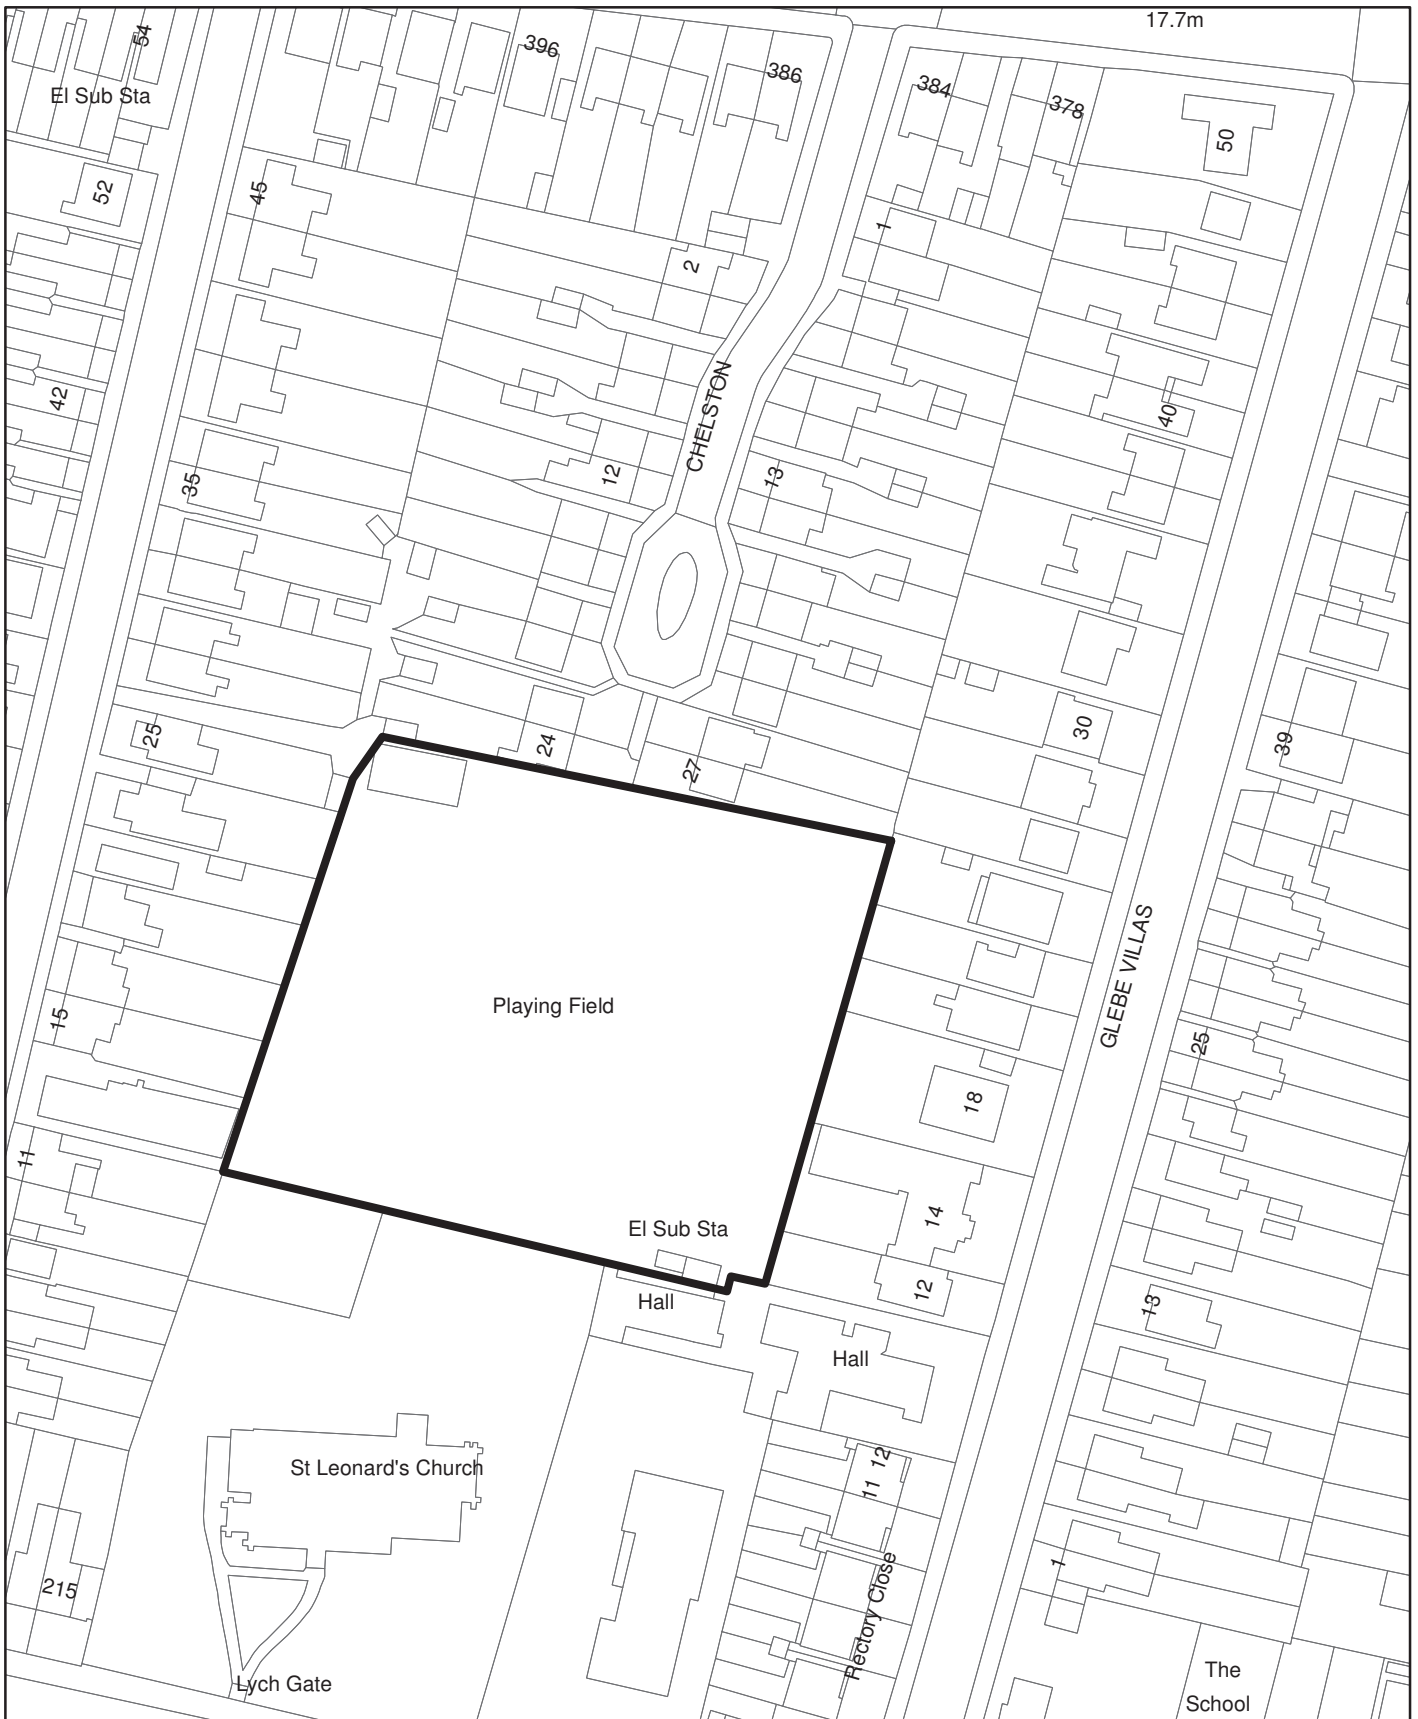 17.7m
54
396
386
384
378
50
El Sub Sta
52
45
1
2
42
CHELSTON
40
12
13
35
25
24
27
30
39
GLEBE VILLAS
Playing Field
15
25
18
11
14
El Sub Sta
12
Hall
13
Hall
St Leonard's Church
11 12
Rectory Close
1
215
Lych Gate
The
School